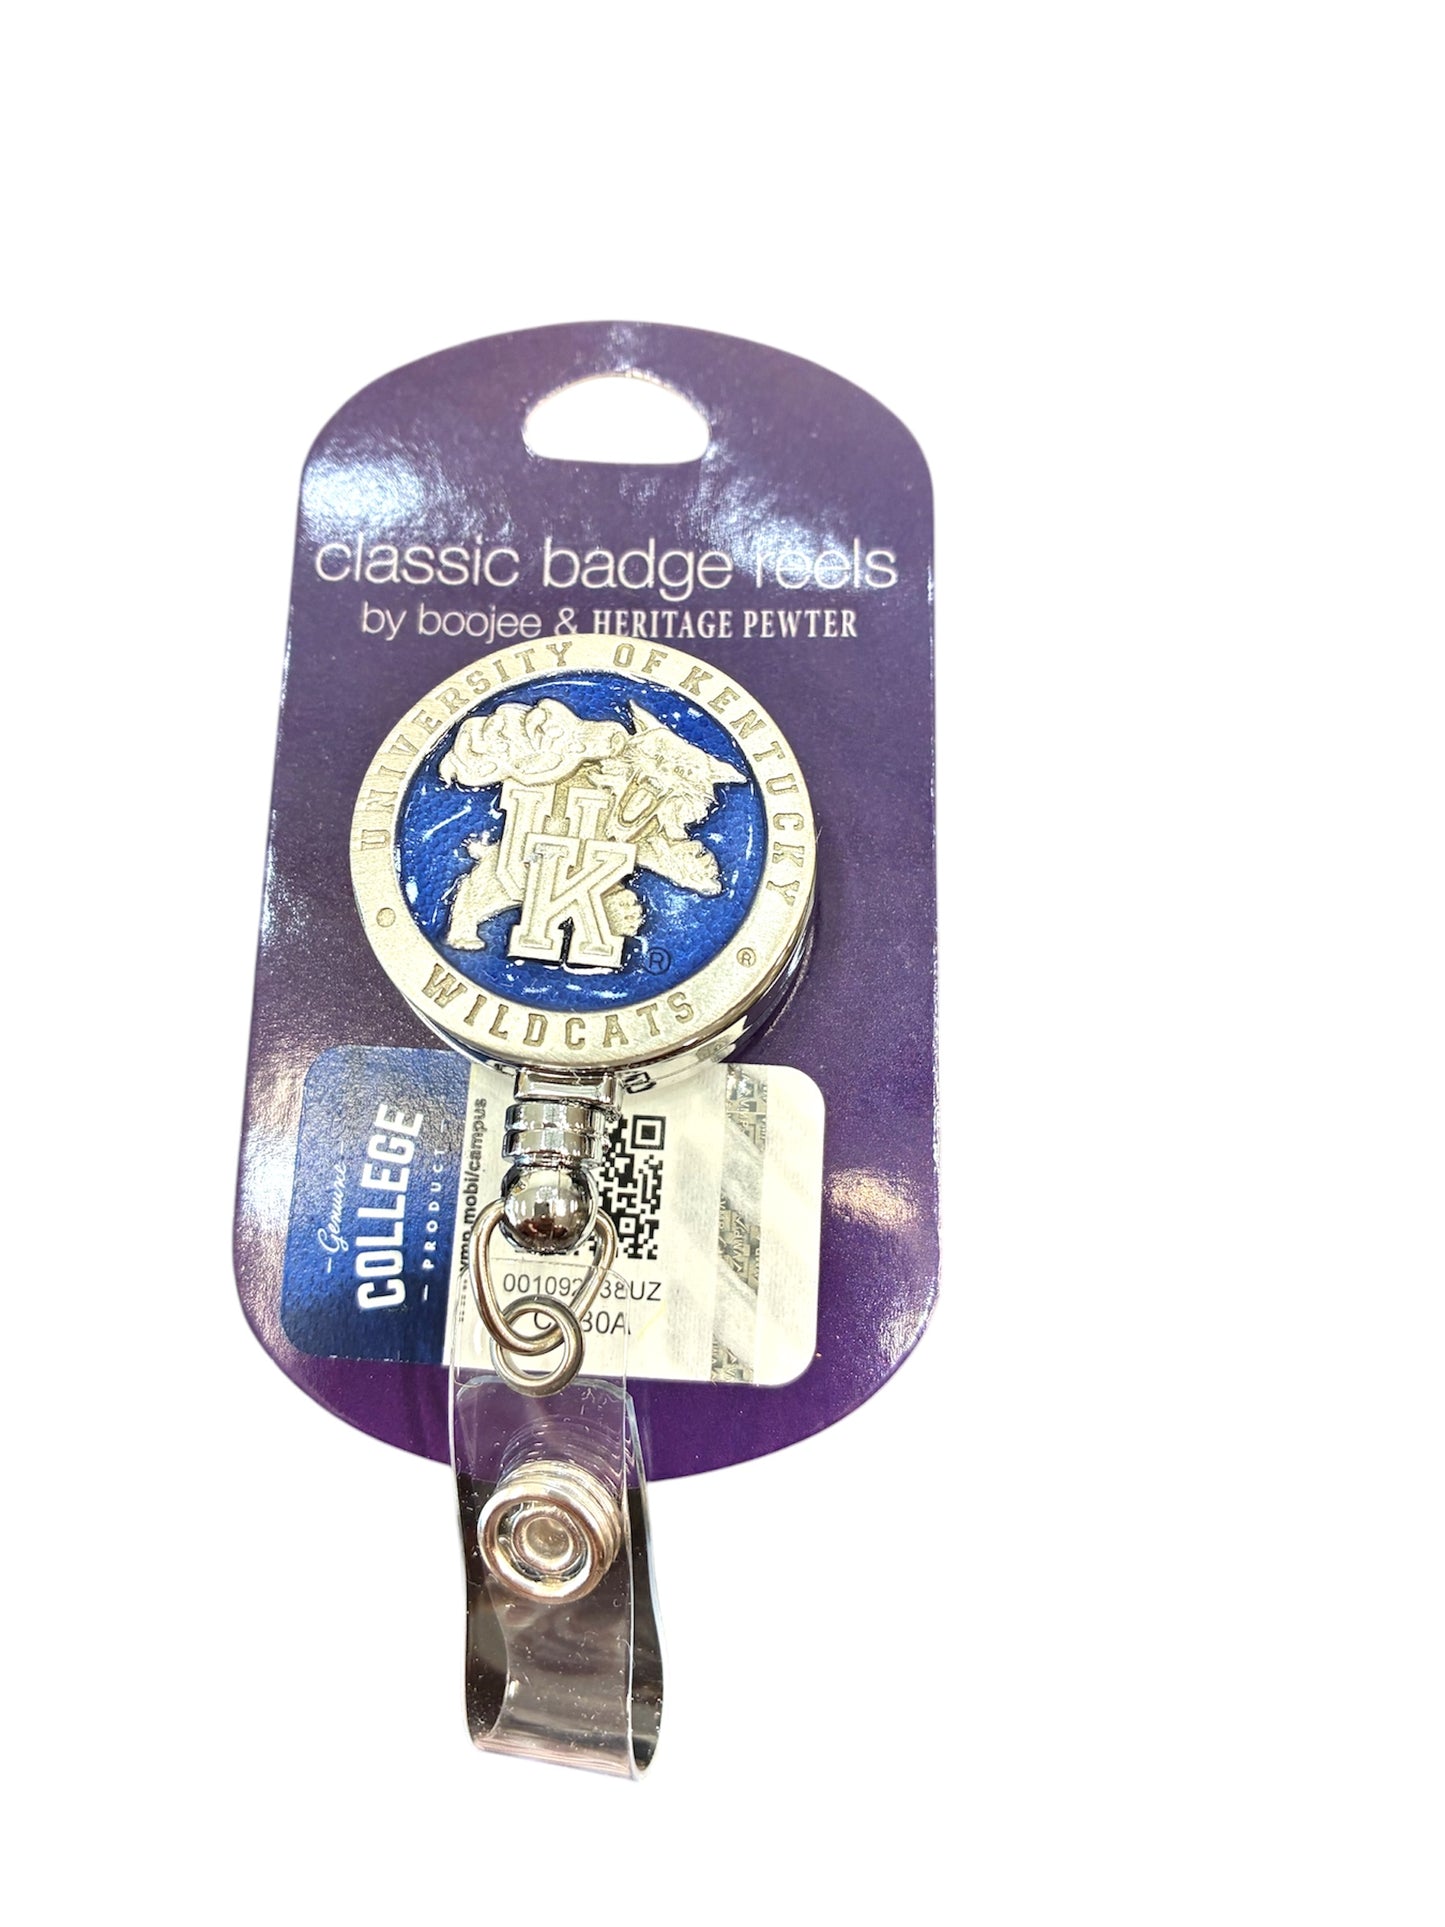 classic badge reels
by boojee & HERITAGE PEWTER
UNIVERSITY OF KENTUCKY
UK
®
®
WILDCATS
Genuine
COLLEGE
PRODUCT